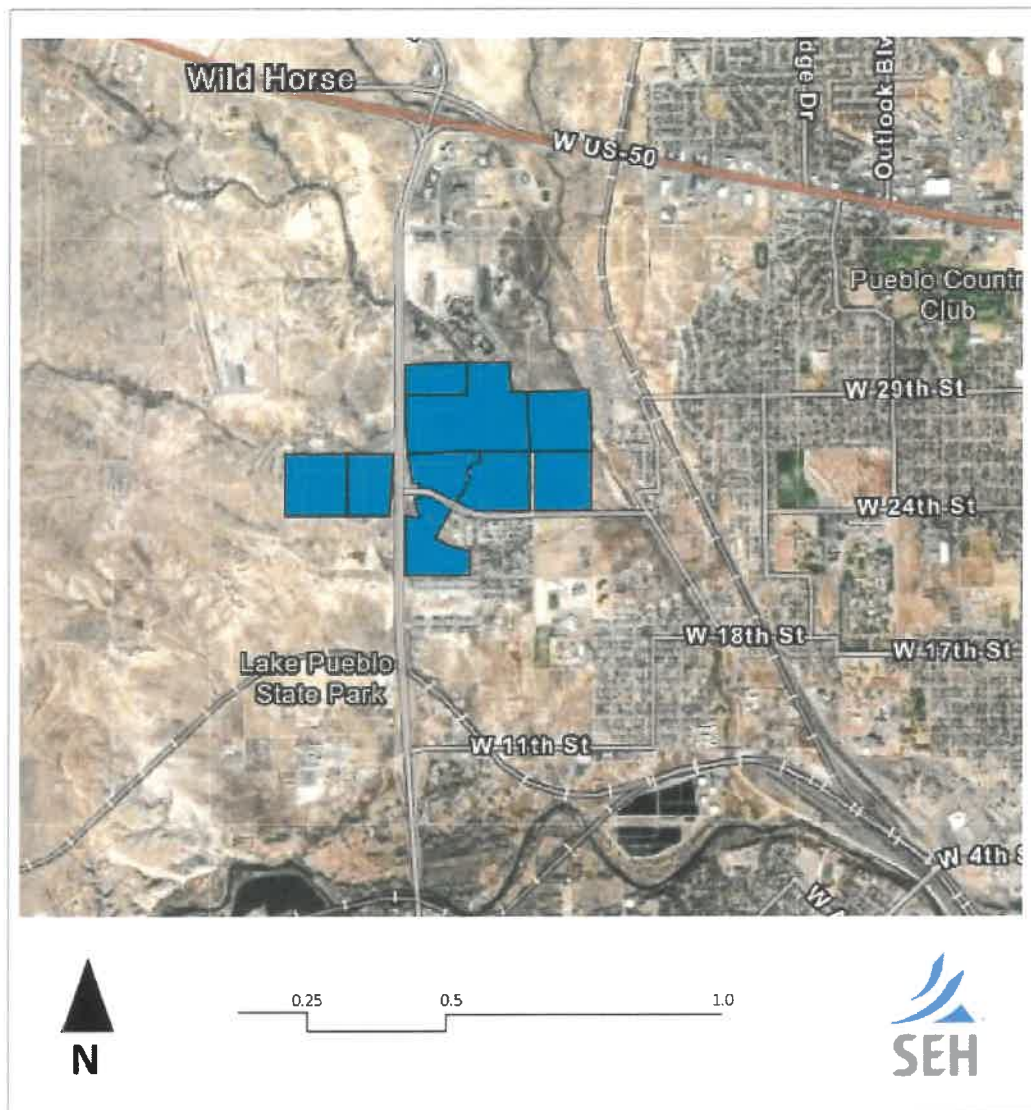 Wild Horse
W US-50
dge Dr
Outlook Blv
Pueblo Countr
Club
W 29th St
W 24th St
W 18th St
W 17th St
Lake Pueblo
State Park
W 11th St
W 4th S
W A
0.25 0.5 1.0
N
SEH